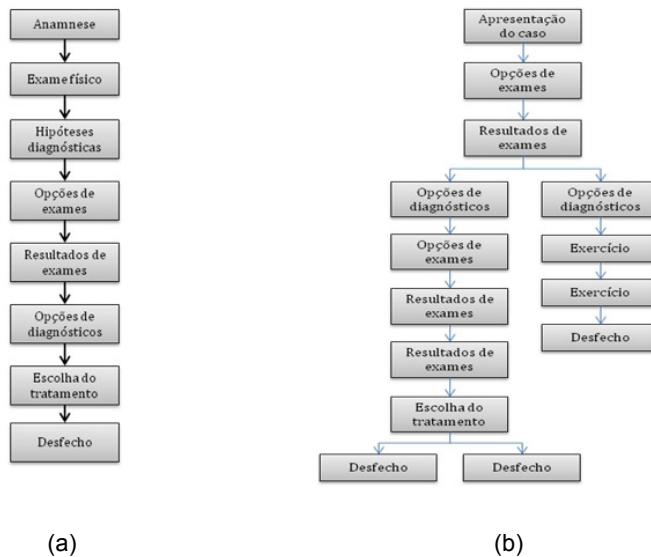 Anamnese
Exame físico
Hipóteses
diagnósticas
Opções de
exames
Resultados de
exames
Opções de
diagnósticos
Escolha do
tratamento
Desfecho
(a)
Apresentação
do caso
Opções de
exames
Resultados de
exames
Opções de
diagnósticos
Opções de
exames
Resultados de
exames
Resultados de
exames
Escolha do
tratamento
Desfecho
Desfecho
Opções de
diagnósticos
Exercício
Exercício
Desfecho
(b)